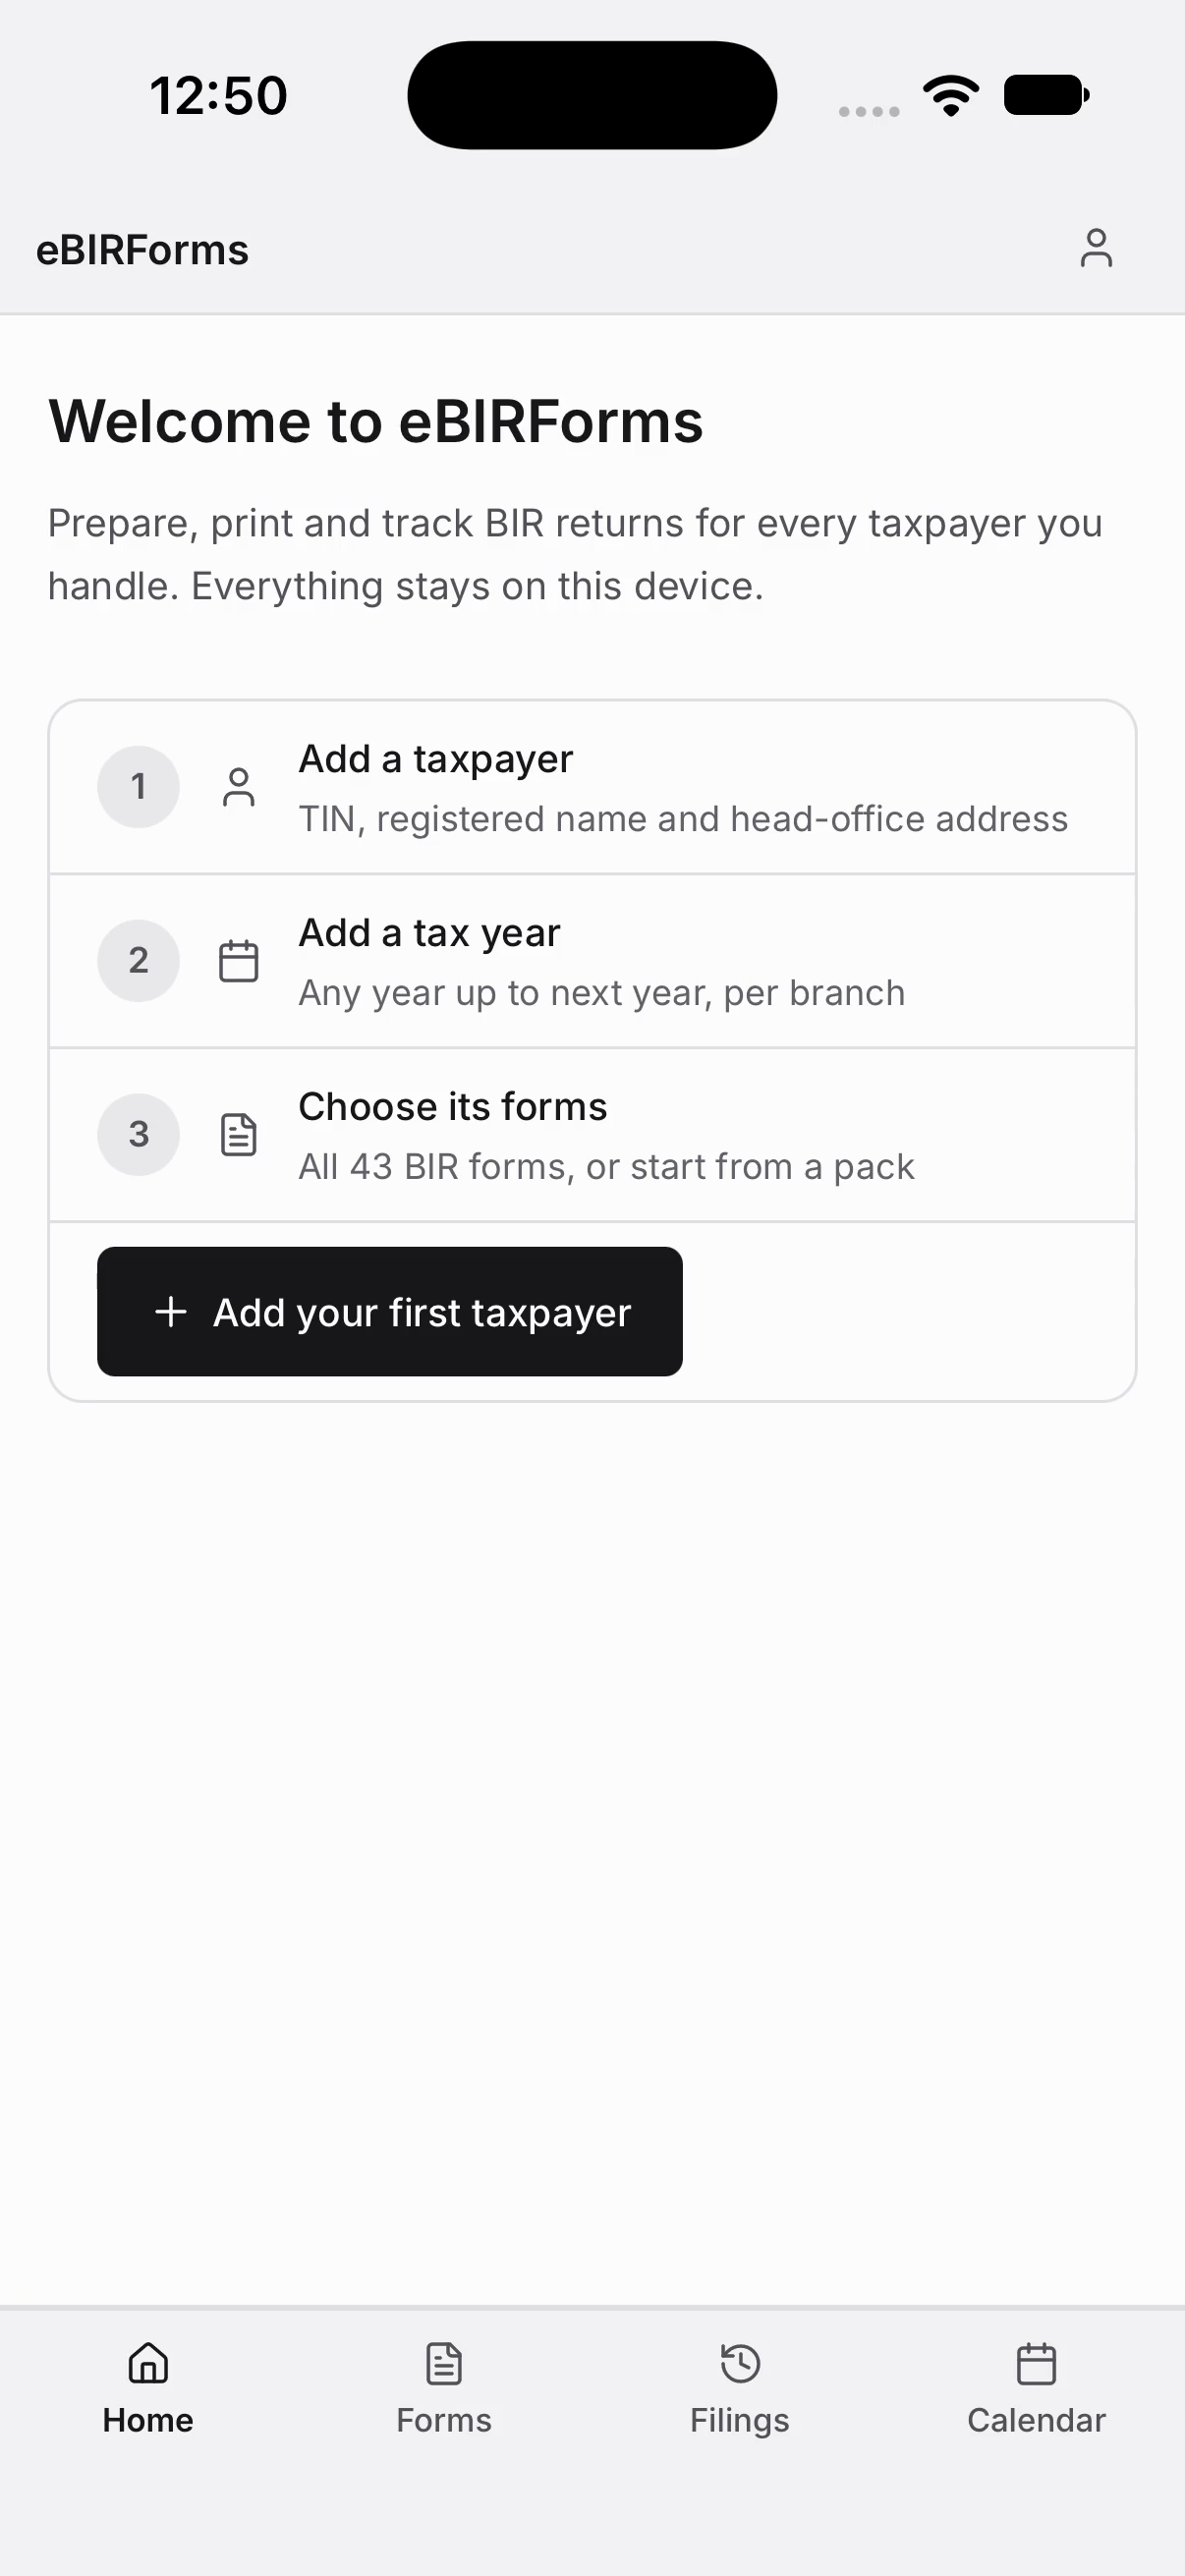 12:50
eBIRForms
Welcome to eBIRForms
Prepare, print and track BIR returns for every taxpayer you
handle. Everything stays on this device.
1
Add a taxpayer
TIN, registered name and head-office address
2
Add a tax year
Any year up to next year, per branch
3
Choose its forms
All 43 BIR forms, or start from a pack
+ Add your first taxpayer
Home
Forms
Filings
Calendar